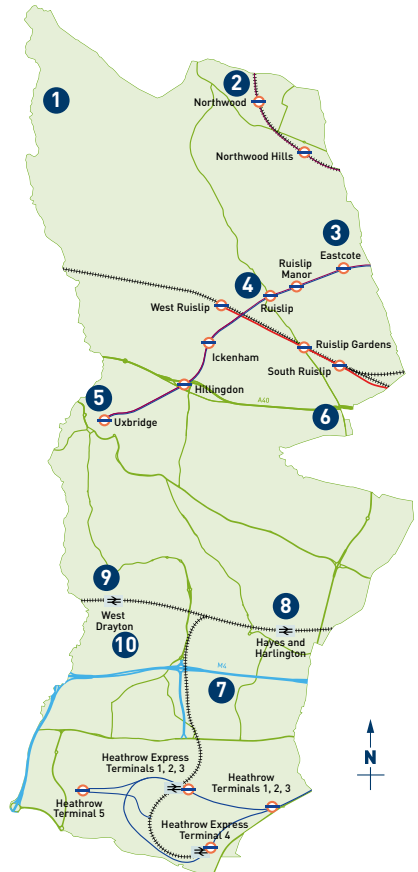 1
2
Northwood
Northwood Hills
3
Eastcote
Ruislip
Manor
4
Ruislip
West Ruislip
Ruislip Gardens
Ickenham
South Ruislip
Hillingdon
5
A40
6
Uxbridge
9
West
Drayton
8
Hayes and
Harlington
10
M4
7
N
Heathrow Express
Terminals 1, 2, 3
Heathrow
Terminals 1, 2, 3
Heathrow
Terminal 5
Heathrow Express
Terminal 4